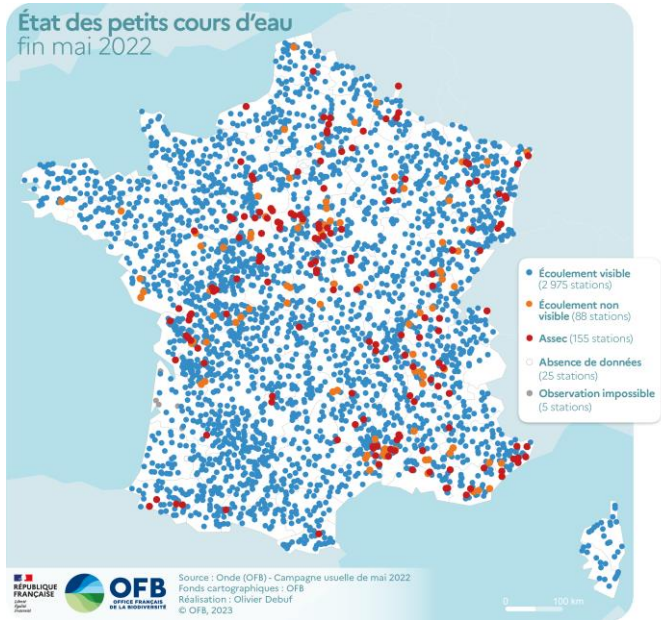 État des petits cours d'eau
fin mai 2022
Écoulement visible
(2 975 stations)
Écoulement non
visible (88 stations)
Assec (155 stations)
Absence de données
(25 stations)
Observation impossible
(5 stations)
RÉPUBLIQUE
FRANÇAISE
Liberté
Égalité
Fraternité
OFB
OFFICE FRANÇAIS
DE LA BIODIVERSITÉ
Source : Onde (OFB) - Campagne usuelle de mai 2022
Fonds cartographiques : OFB
Réalisation : Olivier Debuf
© OFB, 2023
0 100 km